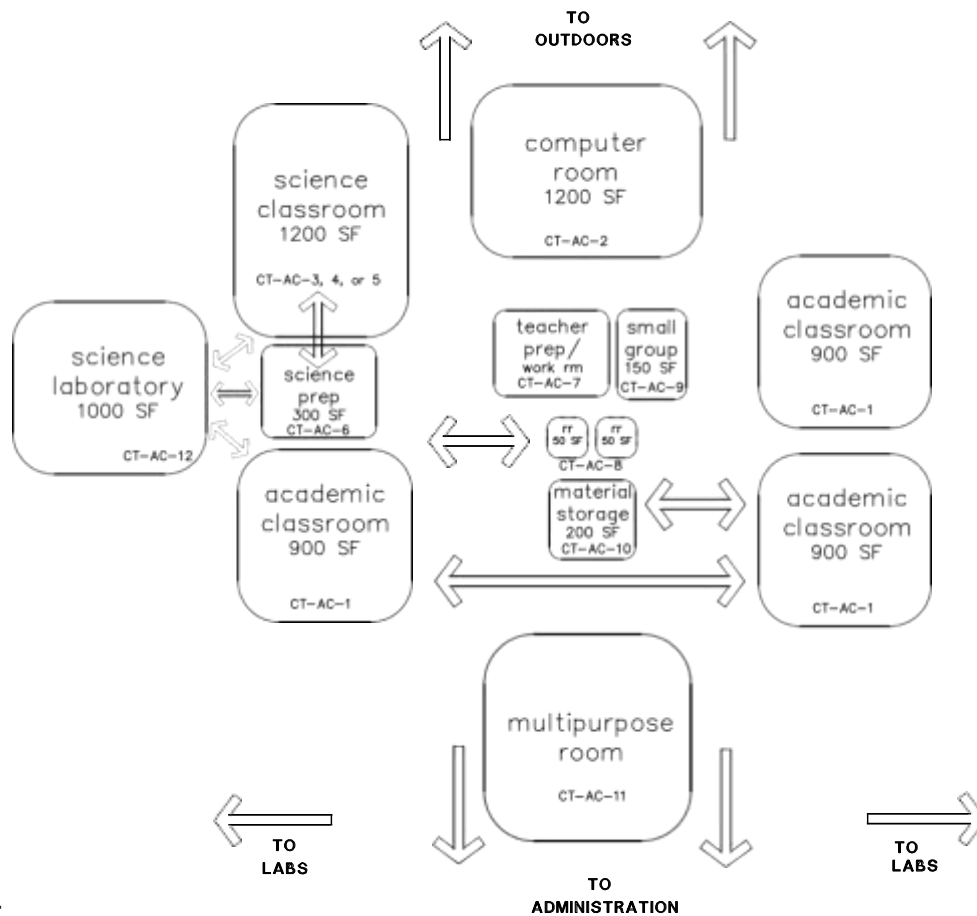 TO
OUTDOORS
computer
room
1200 SF
CT-AC-2
science
classroom
1200 SF
CT-AC-3, 4, or 5
academic
classroom
900 SF
CT-AC-1
teacher
prep/
work rm
CT-AC-7
small
group
150 SF
CT-AC-9
science
laboratory
1000 SF
CT-AC-12
science
prep
300 SF
CT-AC-6
rr
50 SF
rr
50 SF
CT-AC-8
academic
classroom
900 SF
CT-AC-1
material
storage
200 SF
CT-AC-10
academic
classroom
900 SF
CT-AC-1
multipurpose
room
CT-AC-11
TO
LABS
TO
LABS
TO
ADMINISTRATION